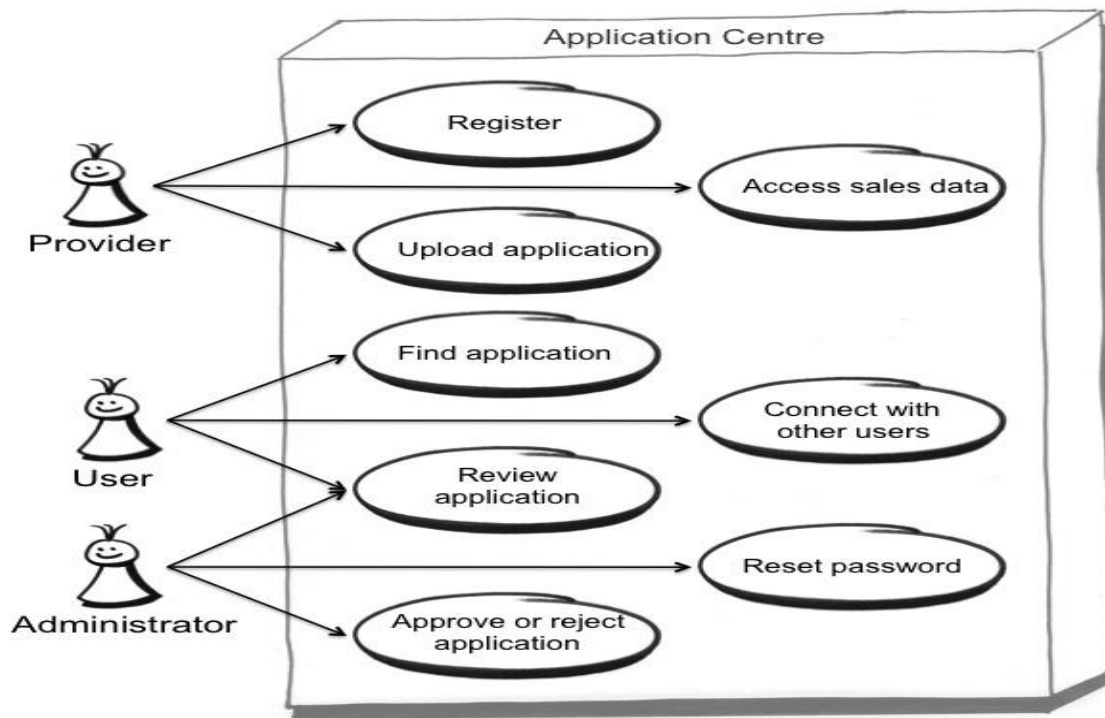 Application Centre
Register
Access sales data
Provider
Upload application
Find application
Connect with
other users
User
Review
application
Reset password
Administrator
Approve or reject
application